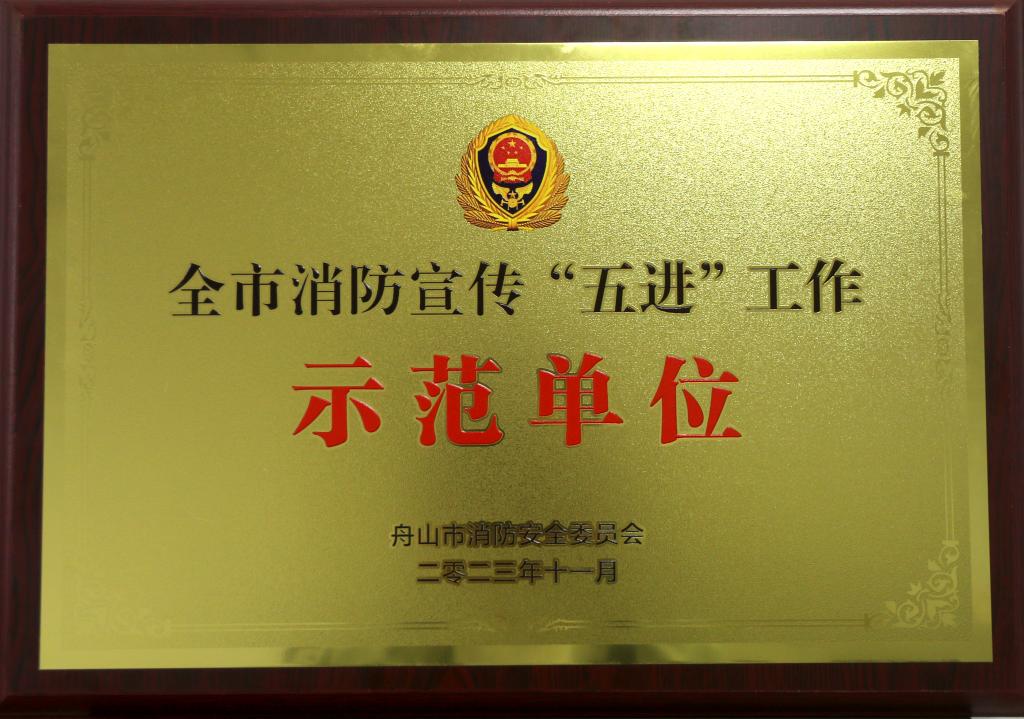 全市消防宣传“五进”工作
示范单位
舟山市消防安全委员会
二零二三年十一月